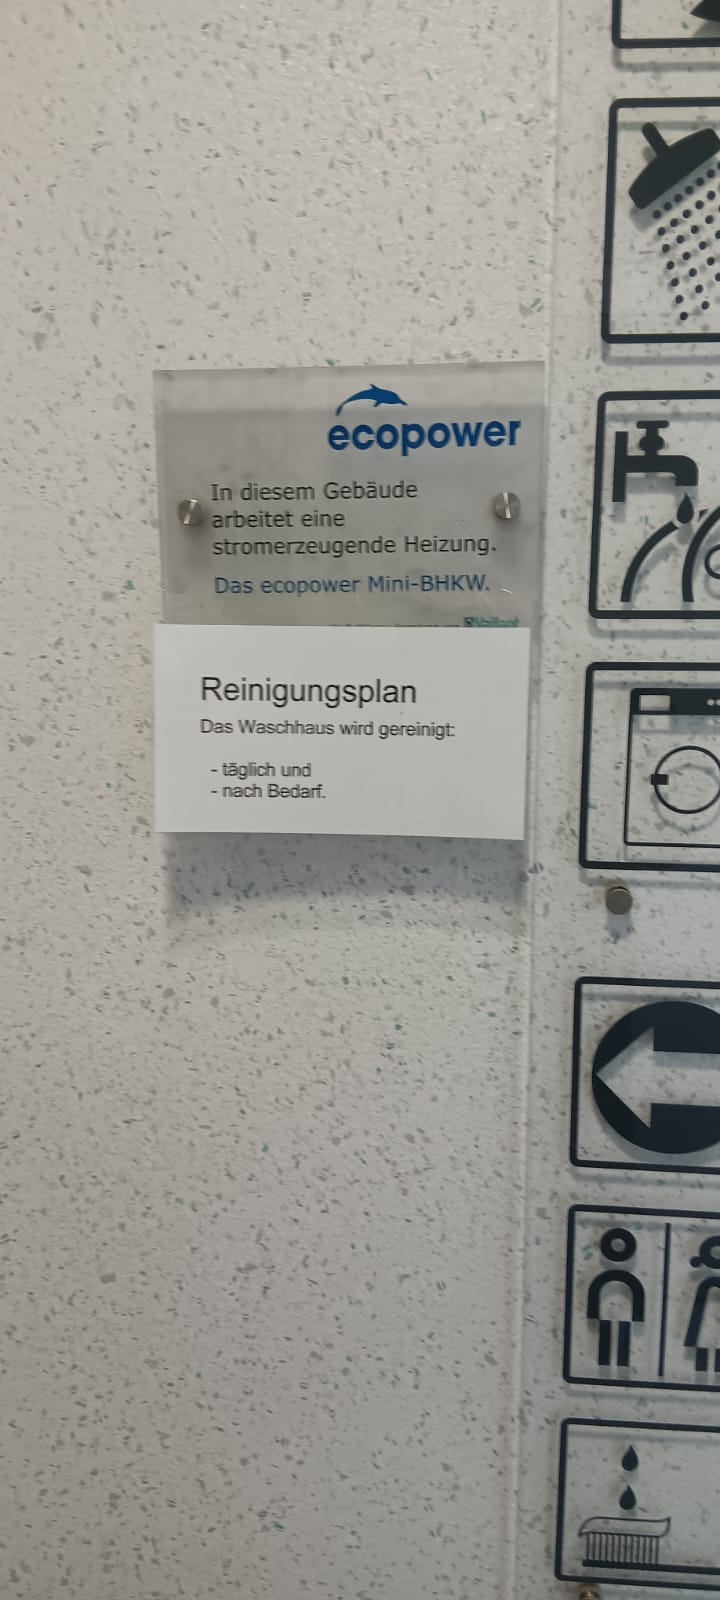 ecopower
In diesem Gebäude
arbeitet eine
stromerzeugende Heizung.
Das ecopower Mini-BHKW.
Vaillant
Reinigungsplan
Das Waschhaus wird gereinigt:
- täglich und
- nach Bedarf.